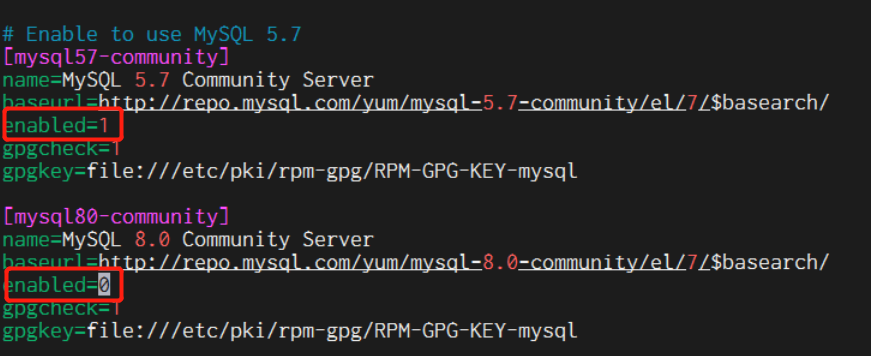 # Enable to use MySQL 5.7
[mysql57-community]
name=MySQL 5.7 Community Server
baseurl=http://repo.mysql.com/yum/mysql-5.7-community/el/7/$basearch/
enabled=1
gpgcheck=1
gpgkey=file:///etc/pki/rpm-gpg/RPM-GPG-KEY-mysql
[mysql80-community]
name=MySQL 8.0 Community Server
baseurl=http://repo.mysql.com/yum/mysql-8.0-community/el/7/$basearch/
enabled=0
gpgcheck=1
gpgkey=file:///etc/pki/rpm-gpg/RPM-GPG-KEY-mysql